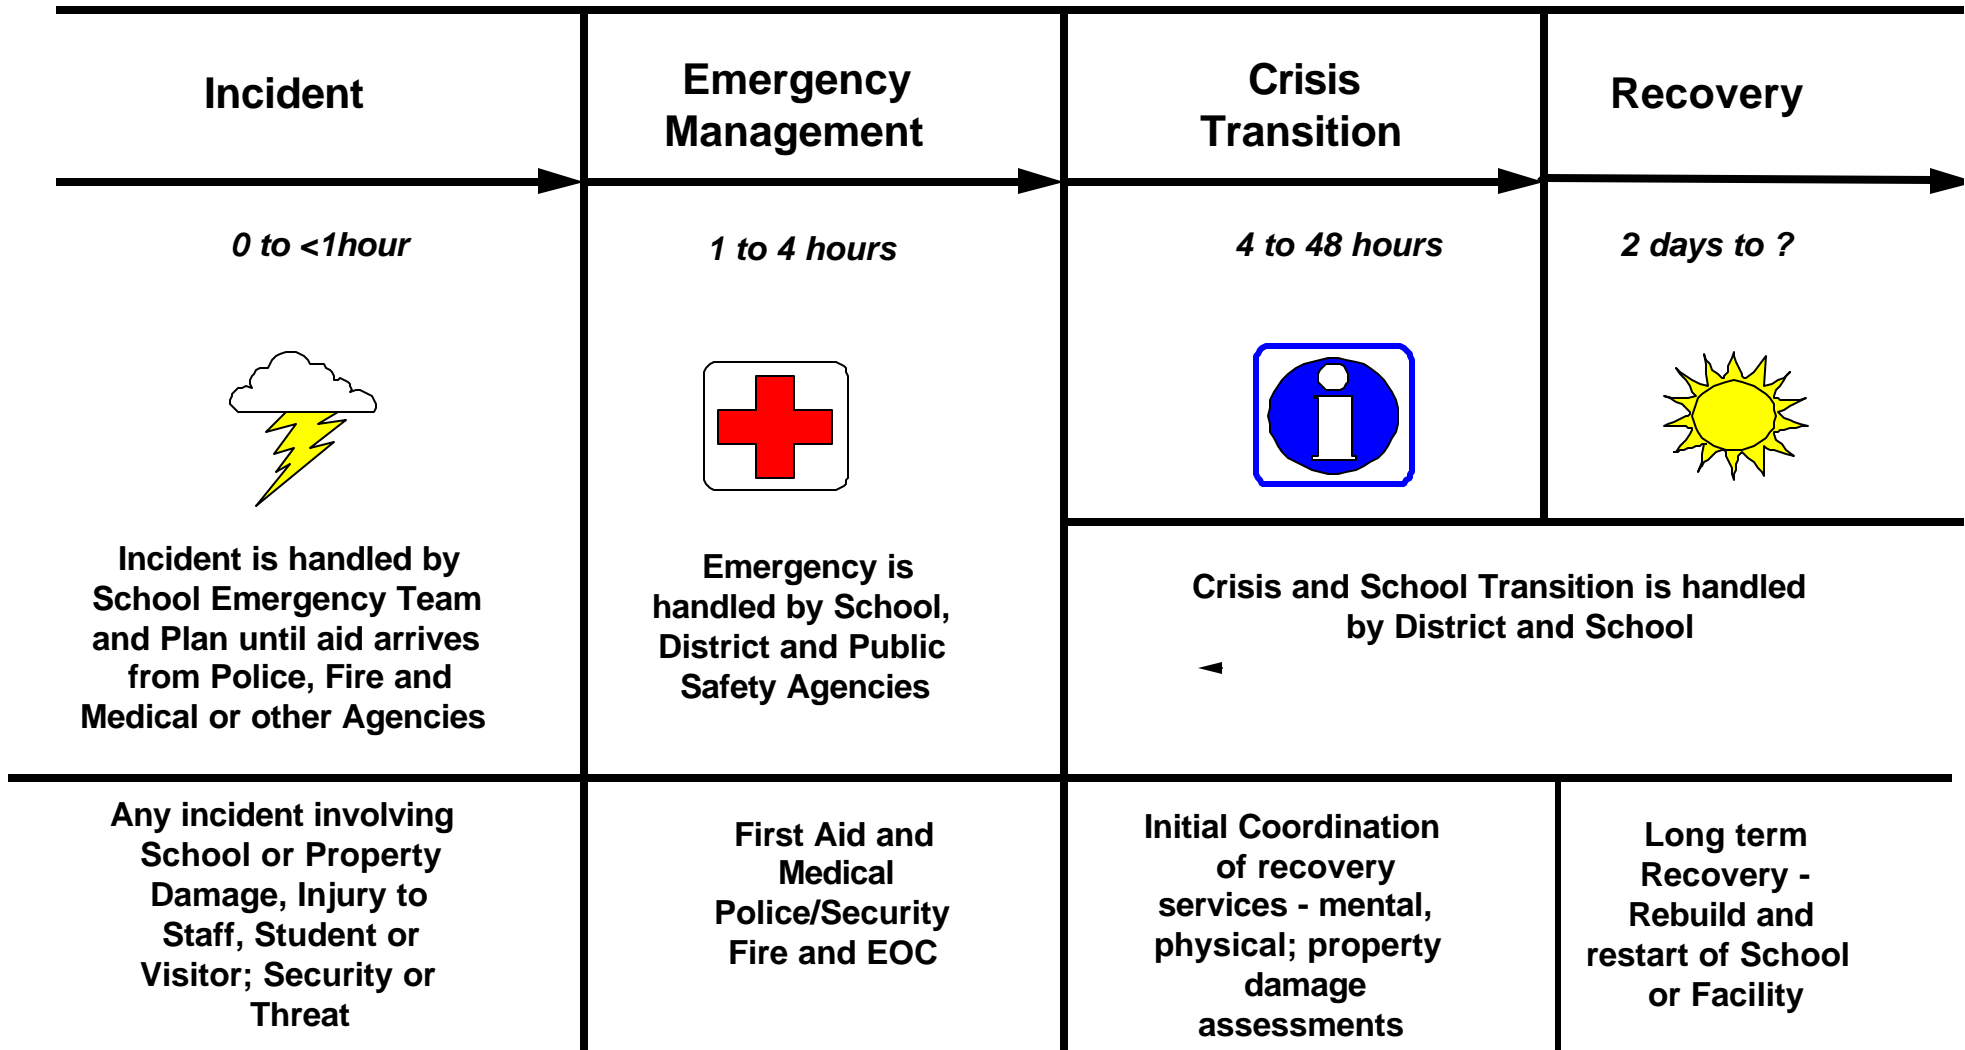 Incident
Emergency
Management
Crisis
Transition
Recovery
0 to <1hour
1 to 4 hours
4 to 48 hours
2 days to ?
Incident is handled by
School Emergency Team
and Plan until aid arrives
from Police, Fire and
Medical or other Agencies
Emergency is
handled by School,
District and Public
Safety Agencies
Crisis and School Transition is handled
by District and School
Any incident involving
School or Property
Damage, Injury to
Staff, Student or
Visitor; Security or
Threat
First Aid and
Medical
Police/Security
Fire and EOC
Initial Coordination
of recovery
services - mental,
physical; property
damage
assessments
Long term
Recovery -
Rebuild and
restart of School
or Facility